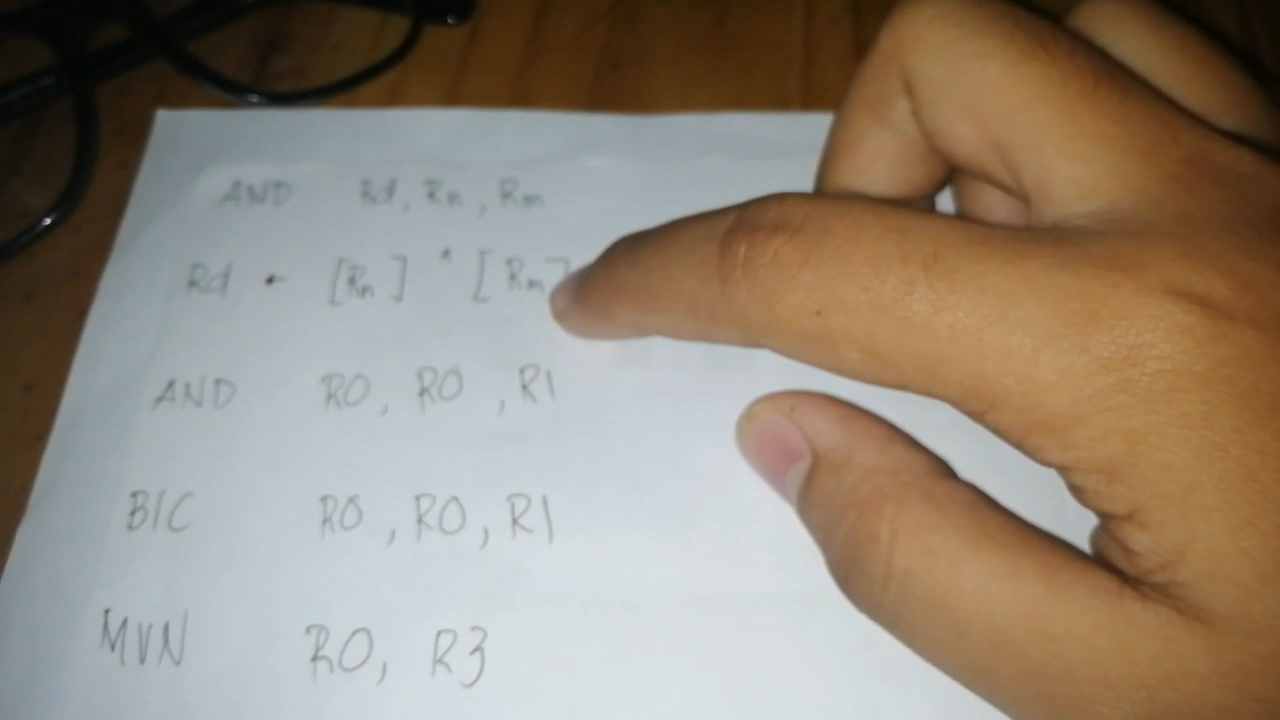 AND Rd, Rn, Rm
Rd ← [Rn] ^ [Rm]
AND R0, R0, R1
BIC R0, R0, R1
MVN R0, R3